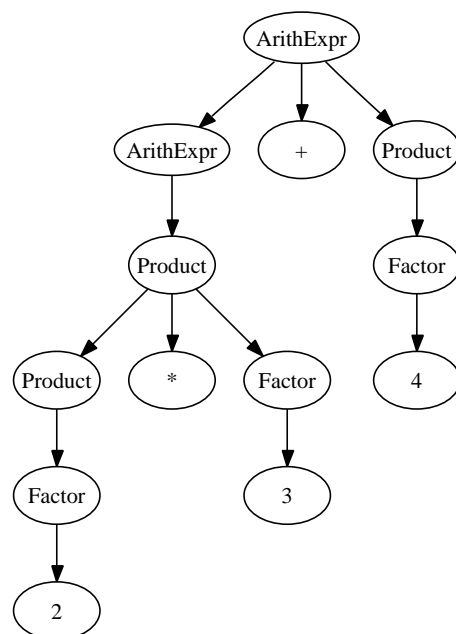 ArithExpr
ArithExpr + Product
Product Factor
Product * Factor 4
Factor 3
2